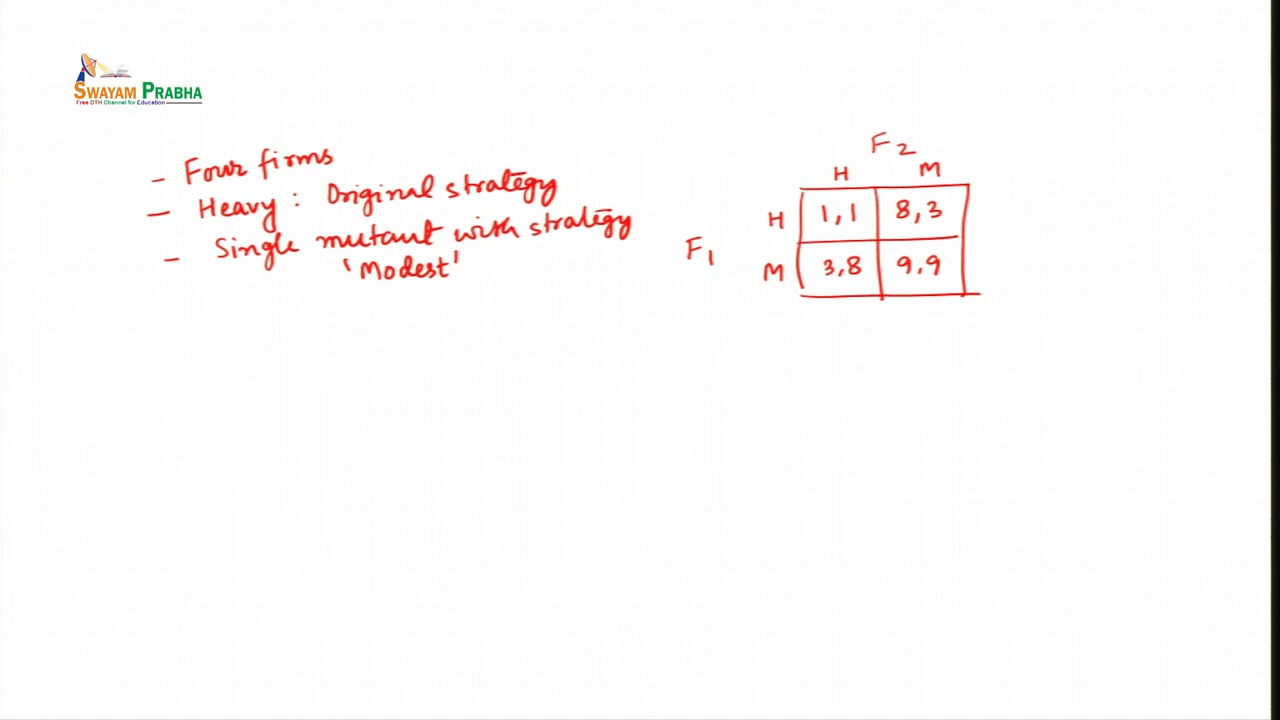 SWAYAM PRABHA
Free DTH Channel for Education
- Four firms
- Heavy : Original strategy
- Single mutant with strategy
'Modest'
F2
H M
H 1,1 8,3
F1
M 3,8 9,9